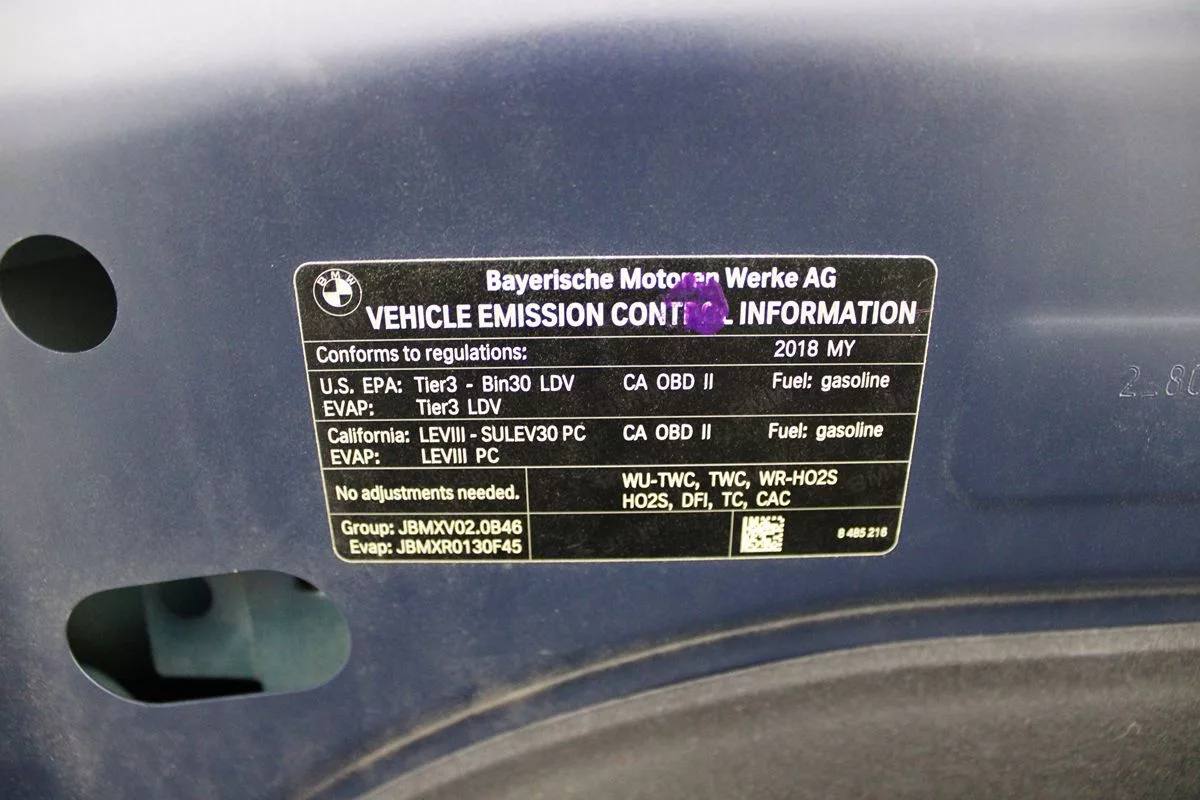 BMW
Bayerische Motoren Werke AG
VEHICLE EMISSION CONTROL INFORMATION
Conforms to regulations: 2018 MY
U.S. EPA: Tier3 - Bin30 LDV CA OBD II Fuel: gasoline
EVAP: Tier3 LDV
California: LEVIII - SULEV30 PC CA OBD II Fuel: gasoline
EVAP: LEVIII PC
No adjustments needed.
WU-TWC, TWC, WR-HO2S
HO2S, DFI, TC, CAC
Group: JBMXV02.0B46
Evap: JBMXR0130F45
8 485 216